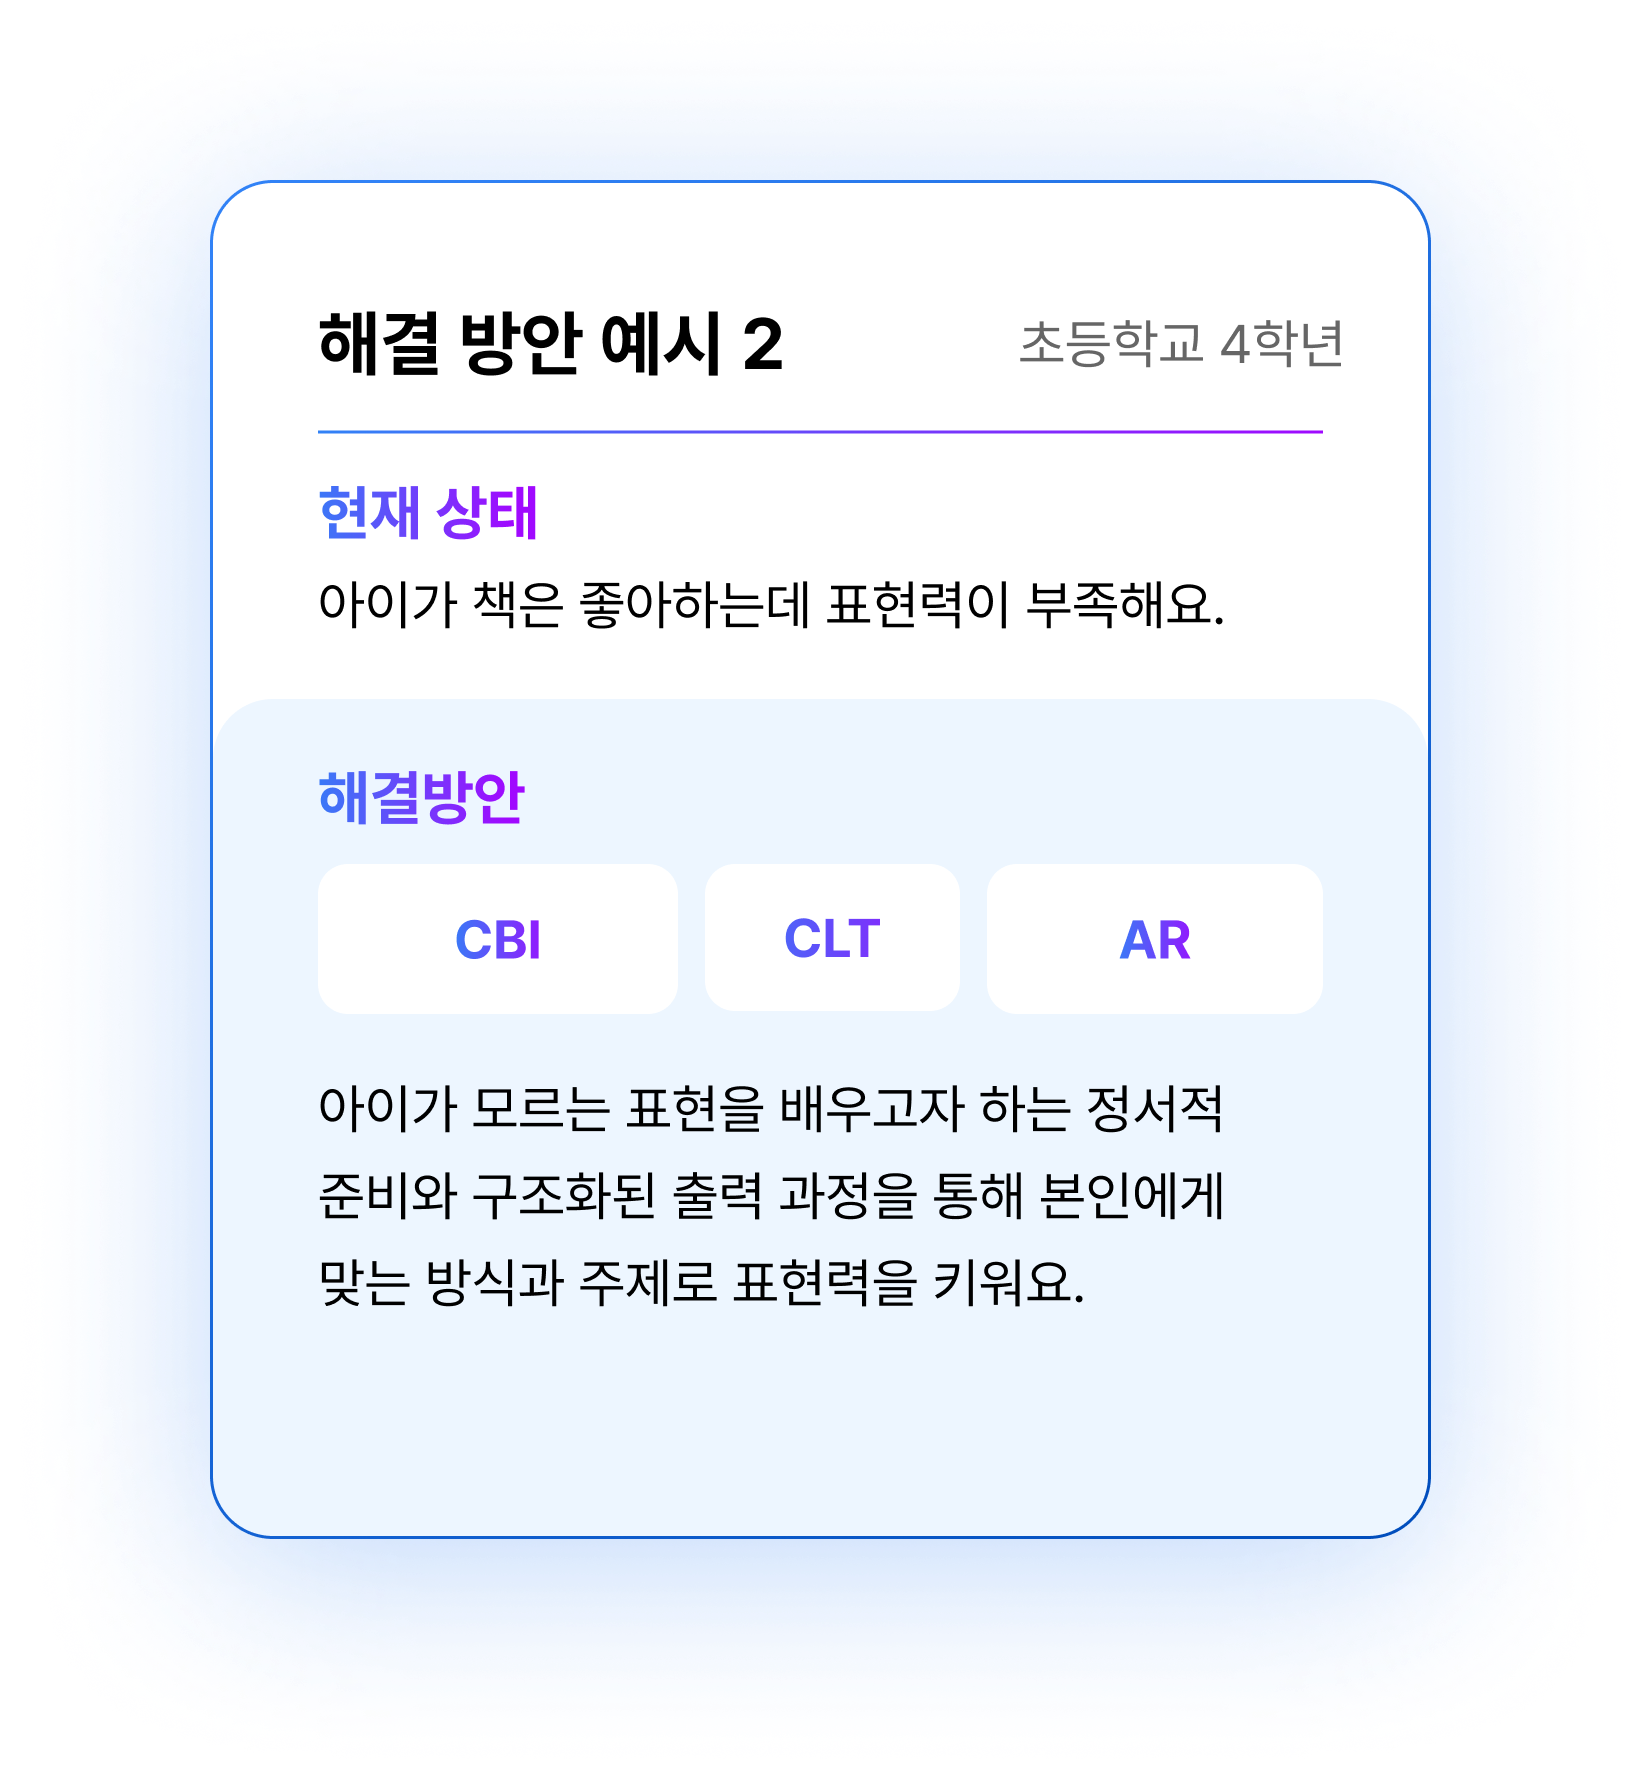 해결 방안 예시 2
초등학교 4학년
현재 상태
아이가 책은 좋아하는데 표현력이 부족해요.
해결방안
CBI
CLT
AR
아이가 모르는 표현을 배우고자 하는 정서적
준비와 구조화된 출력 과정을 통해 본인에게
맞는 방식과 주제로 표현력을 키워요.